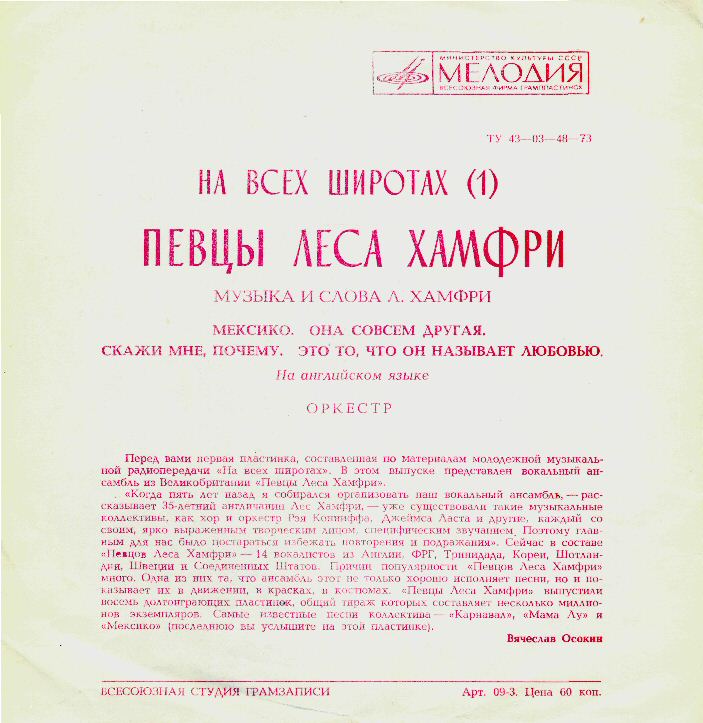 МИНИСТЕРСТВО КУЛЬТУРЫ СССР
МЕЛОДИЯ
ВСЕСОЮЗНАЯ ФИРМА ГРАМПЛАСТИНОК
ТУ 43—03—48—73
НА ВСЕХ ШИРОТАХ (1)
ПЕВЦЫ ЛЕСА ХАМФРИ
МУЗЫКА И СЛОВА Л. ХАМФРИ
МЕКСИКО. ОНА СОВСЕМ ДРУГАЯ.
СКАЖИ МНЕ, ПОЧЕМУ. ЭТО ТО, ЧТО ОН НАЗЫВАЕТ ЛЮБОВЬЮ.
На английском языке
ОРКЕСТР
Перед вами первая пластинка, составленная по материалам молодежной музыкаль-
ной радиопередачи «На всех широтах». В этом выпуске представлен вокальный ан-
самбль из Великобритании «Певцы Леса Хамфри».
«Когда пять лет назад я собирался организовать наш вокальный ансамбль, — рас-
сказывает 35-летний англичанин Лес Хамфри, — уже существовали такие музыкальные
коллективы, как хор и оркестр Рэя Конниффа, Джеймса Ласта и другие, каждый со
своим, ярко выраженным творческим лицом, специфическим звучанием. Поэтому глав-
ным для нас было постараться избежать повторения и подражания». Сейчас в составе
«Певцов Леса Хамфри» — 14 вокалистов из Англии, ФРГ, Тринидада, Кореи, Шотлан-
дии, Швеции и Соединенных Штатов. Причин популярности «Певцов Леса Хамфри»
много. Одна из них та, что ансамбль этот не только хорошо исполняет песни, но и по-
казывает их в движении, в красках, в костюмах. «Певцы Леса Хамфри» выпустили
восемь долгоиграющих пластинок, общий тираж которых составляет несколько миллио-
нов экземпляров. Самые известные песни коллектива — «Карнавал», «Мама Лу» и
«Мексико» (последнюю вы услышите на этой пластинке).
Вячеслав Осокин
ВСЕСОЮЗНАЯ СТУДИЯ ГРАМЗАПИСИ Арт. 09-3. Цена 60 коп.